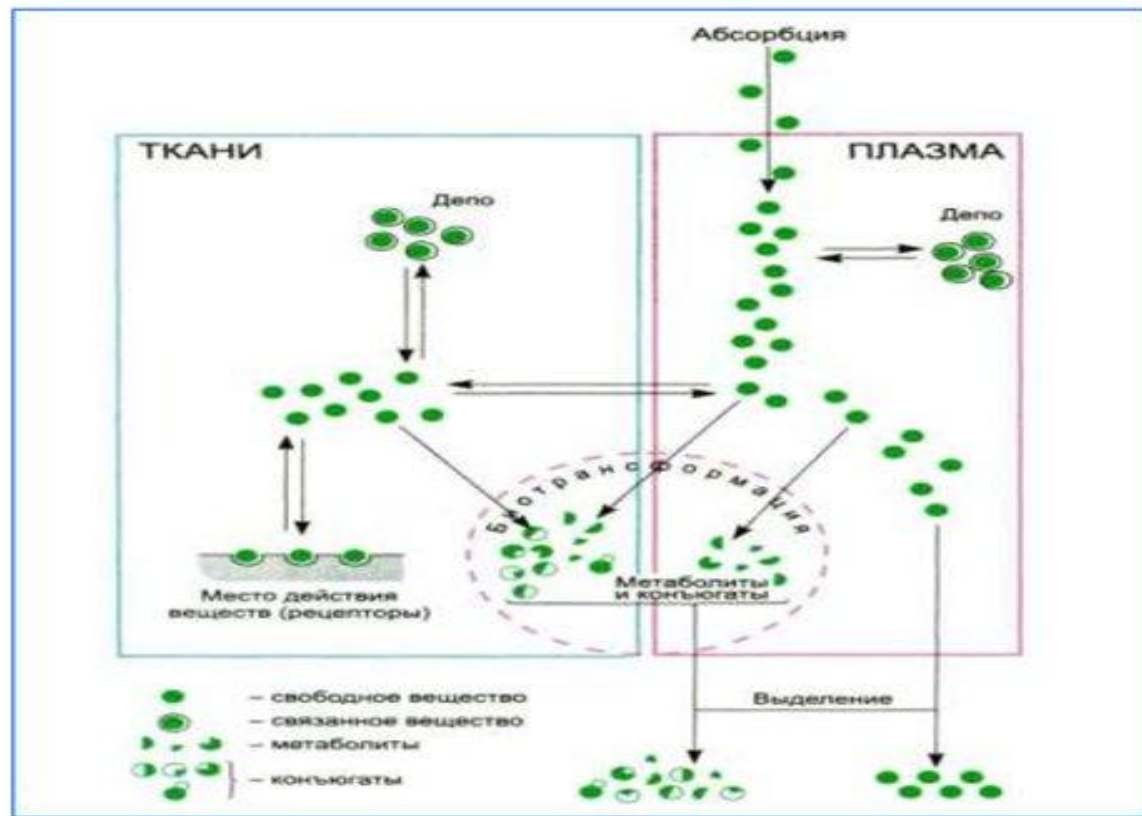 Абсорбция
ТКАНИ
ПЛАЗМА
Депо
Депо
Биотрансформация
Метаболиты
и конъюгаты
Место действия
веществ (рецепторы)
Выделение
– свободное вещество
– связанное вещество
– метаболиты
– конъюгаты